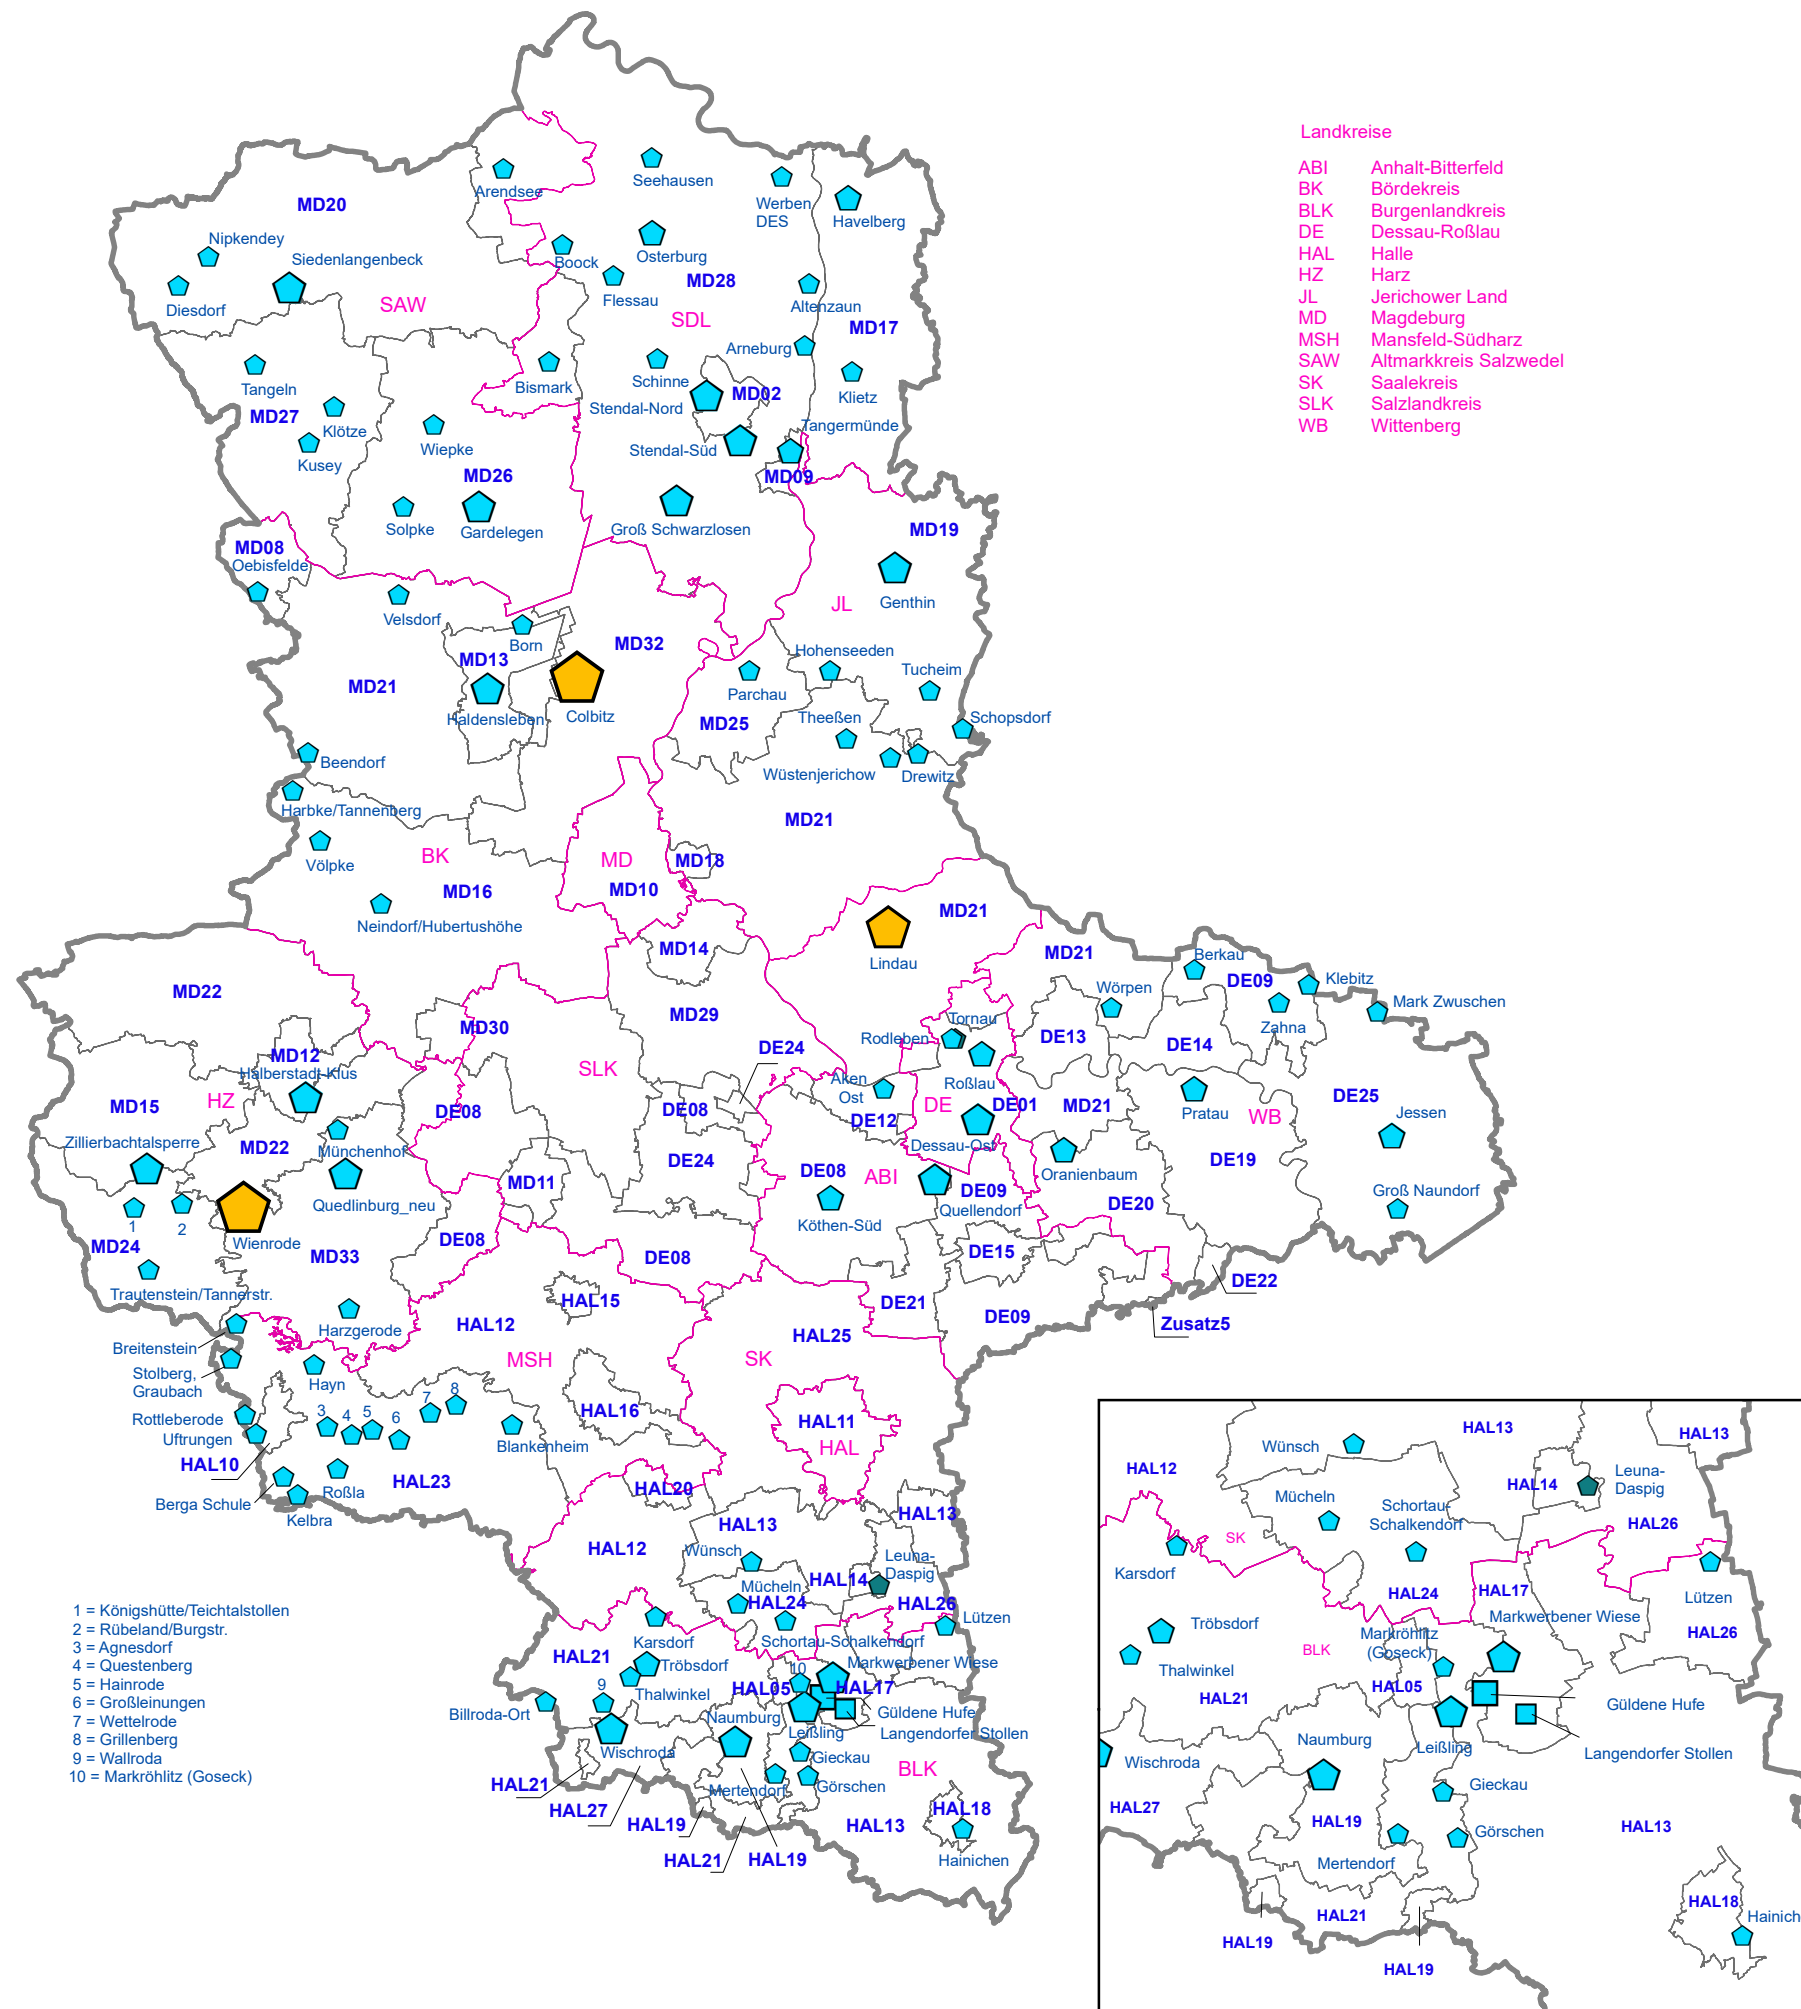 Landkreise
ABI Anhalt-Bitterfeld
BK Bördekreis
BLK Burgenlandkreis
DE Dessau-Roßlau
HAL Halle
HZ Harz
JL Jerichower Land
MD Magdeburg
MSH Mansfeld-Südharz
SAW Altmarkkreis Salzwedel
SK Saalekreis
SLK Salzlandkreis
WB Wittenberg
Arendsee
Seehausen
Werben
DES
Havelberg
MD20
Nipkendey
Siedenlangenbeck
Diesdorf
SAW
Boock
Osterburg
MD28
Flessau
SDL
Altenzaun
MD17
Arneburg
Tangeln
MD27
Klötze
Kusey
Bismark
Schinne
Stendal-Nord
MD02
Klietz
Wiepke
Tangermünde
Stendal-Süd
MD26
MD09
Solpke
Gardelegen
Groß Schwarzlosen
MD19
MD08
Oebisfelde
Velsdorf
JL
Genthin
Born
MD32
MD13
MD21
Haldensleben
Colbitz
Hohenseeden
Tucheim
Parchau
MD25
Theeßen
Schopsdorf
Beendorf
Wüstenjerichow
Drewitz
Harbke/Tannenberg
MD21
Völpke
BK
MD
MD18
MD16
MD10
Neindorf/Hubertushöhe
MD21
MD14
Lindau
MD21
Berkau
DE09
Klebitz
MD22
Wörpen
Mark Zwuschen
MD30
MD29
Tornau
Zahna
Rodleben
DE13
DE14
MD12
Halberstadt-Klus
DE24
SLK
Aken
Ost
Roßlau
MD15
HZ
DE08
DE08
DE
DE01
MD21
Pratau
WB
DE25
Jessen
DE12
Zillierbachtalsperre
MD22
Münchenhof
Dessau-Ost
DE24
DE08
ABI
Oranienbaum
DE19
MD11
Quedlinburg_neu
DE09
Quellendorf
Groß Naundorf
1
2
Köthen-Süd
DE20
MD24
Wienrode
MD33
DE08
DE08
DE15
DE22
Trautenstein/Tannerstr.
HAL15
DE21
DE09
Zusatz5
Harzgerode
HAL12
HAL25
Breitenstein
Stolberg,
Graubach
Hayn
MSH
SK
Rottleberode
Uftrungen
3
4
5
6
7
8
HAL16
HAL11
HAL
Blankenheim
HAL10
HAL23
Berga Schule
Roßla
Kelbra
HAL20
HAL13
HAL13
HAL12
Wünsch
Leuna-
Daspig
HAL14
Mücheln
HAL24
HAL26
Lützen
Karsdorf
Schortau-Schalkendorf
HAL21
Tröbsdorf
Markwerbener Wiese
10
Thalwinkel
HAL05
HAL17
9
Billroda-Ort
Naumburg
Güldene Hufe
Leißling
Langendorfer Stollen
Wischroda
Gieckau
BLK
Mertendorf
Görschen
HAL21
HAL27
HAL19
HAL18
HAL13
HAL21
HAL19
Hainichen
1 = Königshütte/Teichtalstollen
2 = Rübeland/Burgstr.
3 = Agnesdorf
4 = Questenberg
5 = Hainrode
6 = Großleinungen
7 = Wettelrode
8 = Grillenberg
9 = Wallroda
10 = Markröhlitz (Goseck)
HAL13
HAL13
Wünsch
HAL12
Leuna-
Daspig
HAL14
Mücheln
Schortau-
Schalkendorf
HAL26
SK
Karsdorf
HAL24
HAL17
Lützen
Markwerbener Wiese
Tröbsdorf
Markröhlitz
(Goseck)
HAL26
BLK
Thalwinkel
HAL21
HAL05
Güldene Hufe
Naumburg
Leißling
Langendorfer Stollen
Wischroda
Gieckau
HAL27
HAL19
Görschen
HAL13
Mertendorf
HAL18
HAL21
Hainich
HAL19
HAL19